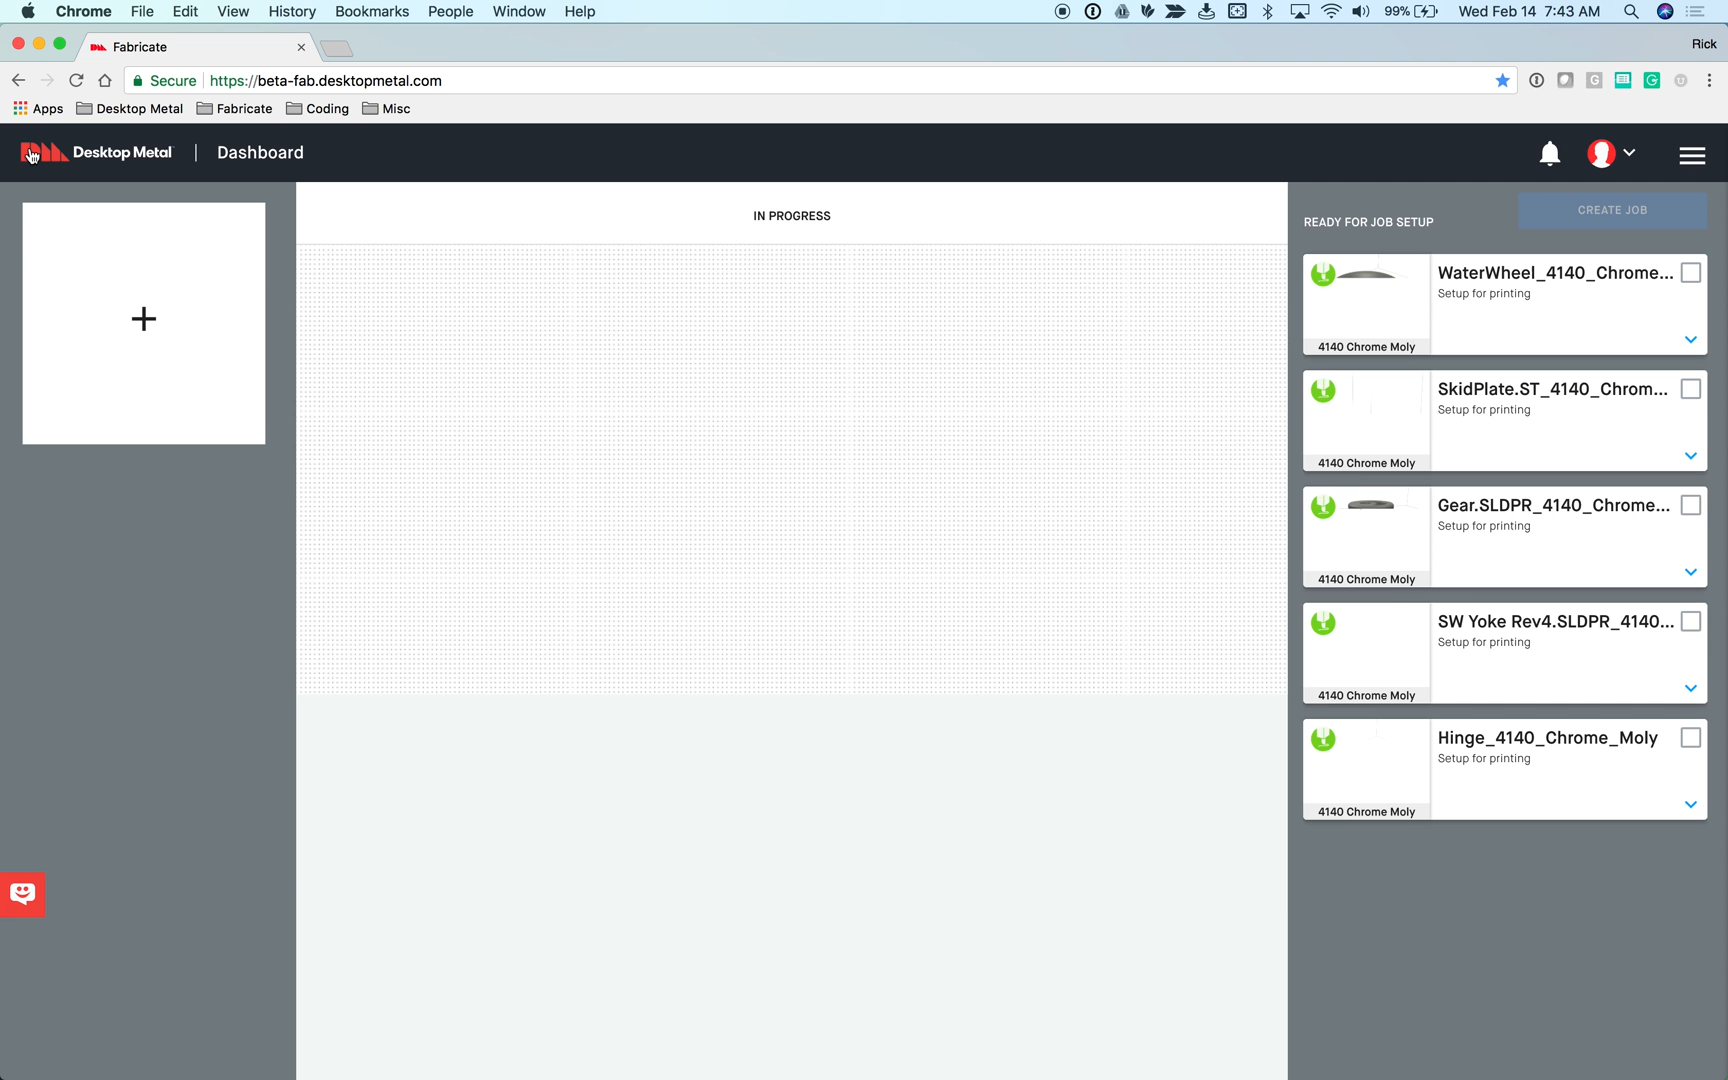 Chrome File Edit View History Bookmarks People Window Help 99% Wed Feb 14 7:43 AM
Fabricate
Rick
Secure https://beta-fab.desktopmetal.com
Apps Desktop Metal Fabricate Coding Misc
Desktop Metal | Dashboard
IN PROGRESS
READY FOR JOB SETUP
CREATE JOB
WaterWheel_4140_Chrome...
Setup for printing
4140 Chrome Moly
SkidPlate.ST_4140_Chrom...
Setup for printing
4140 Chrome Moly
Gear.SLDPR_4140_Chrome...
Setup for printing
4140 Chrome Moly
SW Yoke Rev4.SLDPR_4140...
Setup for printing
4140 Chrome Moly
Hinge_4140_Chrome_Moly
Setup for printing
4140 Chrome Moly